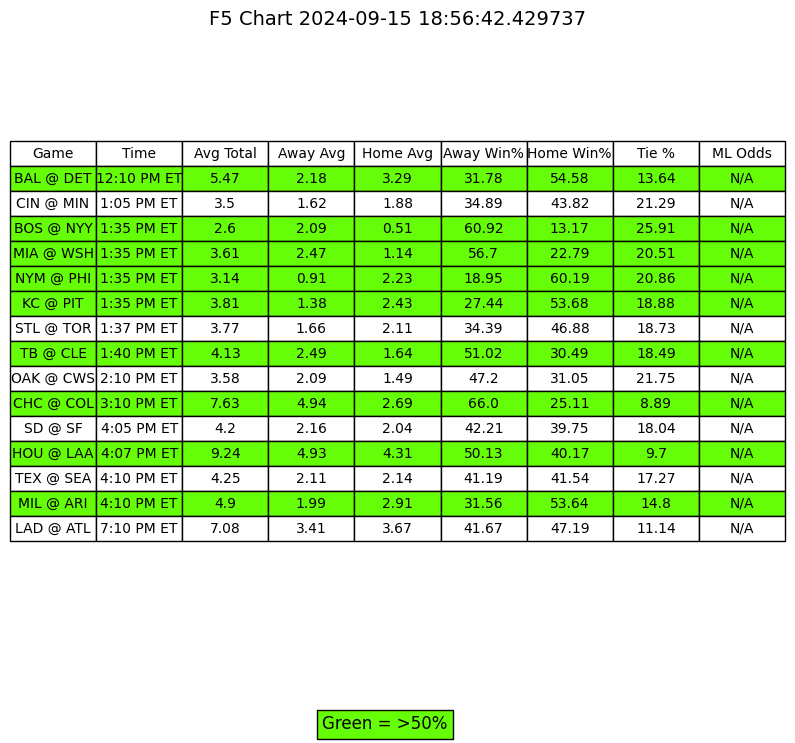 F5 Chart 2024-09-15 18:56:42.429737
Game Time Avg Total Away Avg Home Avg Away Win% Home Win% Tie % ML Odds
BAL @ DET 12:10 PM ET 5.47 2.18 3.29 31.78 54.58 13.64 N/A
CIN @ MIN 1:05 PM ET 3.5 1.62 1.88 34.89 43.82 21.29 N/A
BOS @ NYY 1:35 PM ET 2.6 2.09 0.51 60.92 13.17 25.91 N/A
MIA @ WSH 1:35 PM ET 3.61 2.47 1.14 56.7 22.79 20.51 N/A
NYM @ PHI 1:35 PM ET 3.14 0.91 2.23 18.95 60.19 20.86 N/A
KC @ PIT 1:35 PM ET 3.81 1.38 2.43 27.44 53.68 18.88 N/A
STL @ TOR 1:37 PM ET 3.77 1.66 2.11 34.39 46.88 18.73 N/A
TB @ CLE 1:40 PM ET 4.13 2.49 1.64 51.02 30.49 18.49 N/A
OAK @ CWS 2:10 PM ET 3.58 2.09 1.49 47.2 31.05 21.75 N/A
CHC @ COL 3:10 PM ET 7.63 4.94 2.69 66.0 25.11 8.89 N/A
SD @ SF 4:05 PM ET 4.2 2.16 2.04 42.21 39.75 18.04 N/A
HOU @ LAA 4:07 PM ET 9.24 4.93 4.31 50.13 40.17 9.7 N/A
TEX @ SEA 4:10 PM ET 4.25 2.11 2.14 41.19 41.54 17.27 N/A
MIL @ ARI 4:10 PM ET 4.9 1.99 2.91 31.56 53.64 14.8 N/A
LAD @ ATL 7:10 PM ET 7.08 3.41 3.67 41.67 47.19 11.14 N/A
Green = >50%